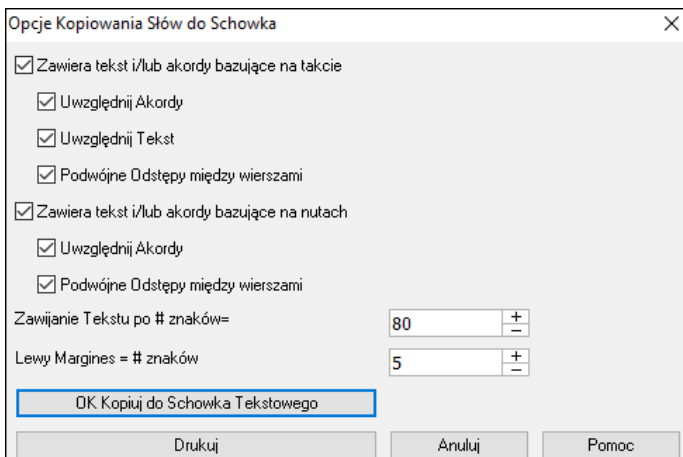 Opcje Kopiowania Słów do Schowka
Zawiera tekst i/lub akordy bazujące na takcie
Uwzględnij Akordy
Uwzględnij Tekst
Podwójne Odstępy między wierszami
Zawiera tekst i/lub akordy bazujące na nutach
Uwzględnij Akordy
Podwójne Odstępy między wierszami
Zawijanie Tekstu po # znaków= 80
Lewy Margines = # znaków 5
OK Kopiuj do Schowka Tekstowego
Drukuj Anuluj Pomoc